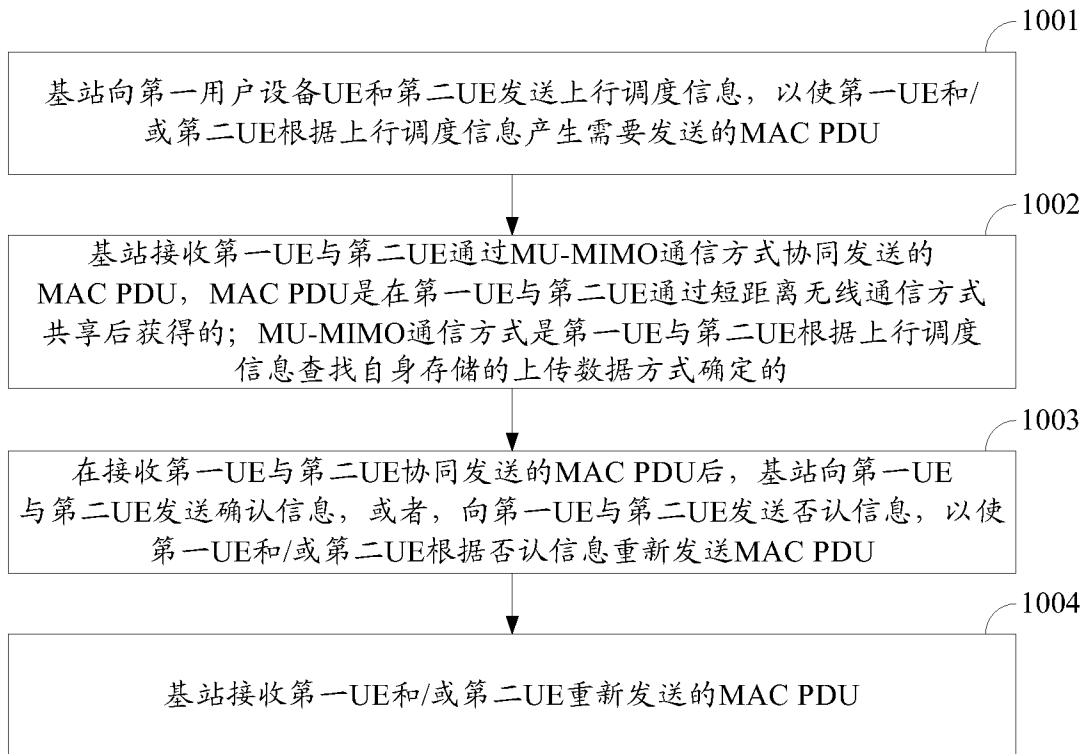 1001
基站向第一用户设备UE和第二UE发送上行调度信息，以使第一UE和/
或第二UE根据上行调度信息产生需要发送的MAC PDU
1002
基站接收第一UE与第二UE通过MU-MIMO通信方式协同发送的
MAC PDU，MAC PDU是在第一UE与第二UE通过短距离无线通信方式
共享后获得的；MU-MIMO通信方式是第一UE与第二UE根据上行调度
信息查找自身存储的上传数据方式确定的
1003
在接收第一UE与第二UE协同发送的MAC PDU后，基站向第一UE
与第二UE发送确认信息，或者，向第一UE与第二UE发送否认信息，以使
第一UE和/或第二UE根据否认信息重新发送MAC PDU
1004
基站接收第一UE和/或第二UE重新发送的MAC PDU